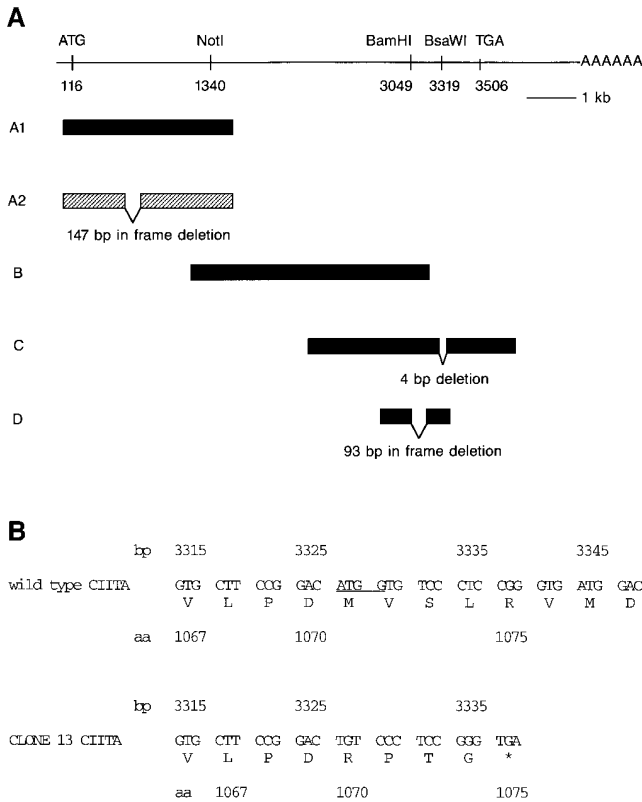 A
ATG NotI BamHI BsaWI TGA
AAAAAA
116 1340 3049 3319 3506
1 kb
A1
A2
147 bp in frame deletion
B
C
4 bp deletion
D
93 bp in frame deletion
B
bp 3315 3325 3335 3345
wild type CIITA GTG CTT CCG GAC ATG GTG TCC CTC CGG GTG ATG GAC
V L P D M V S L R V M D
aa 1067 1070 1075
bp 3315 3325 3335
CLONE 13 CIITA GTG CTT CCG GAC TGT CCC TCC GGG TGA
V L P D R P T G *
aa 1067 1070 1075